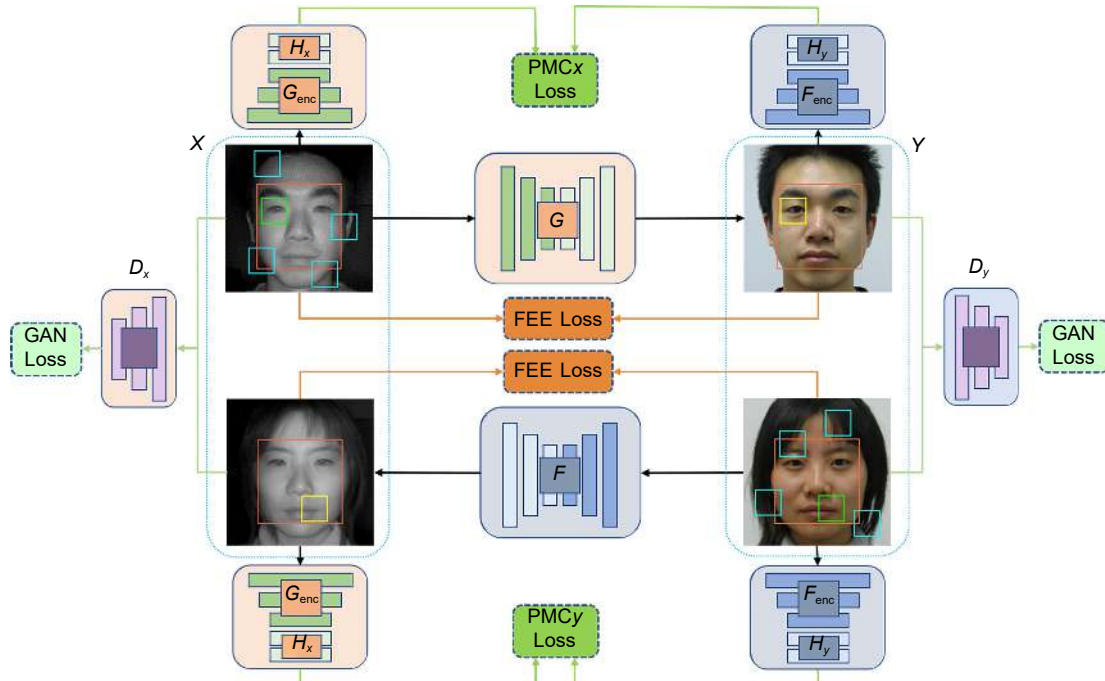 Hx
PMCx
Loss
Hy
Genc
Fenc
X
Y
G
Dx
Dy
FEE Loss
GAN
Loss
GAN
Loss
FEE Loss
F
Genc
Fenc
PMCy
Loss
Hx
Hy